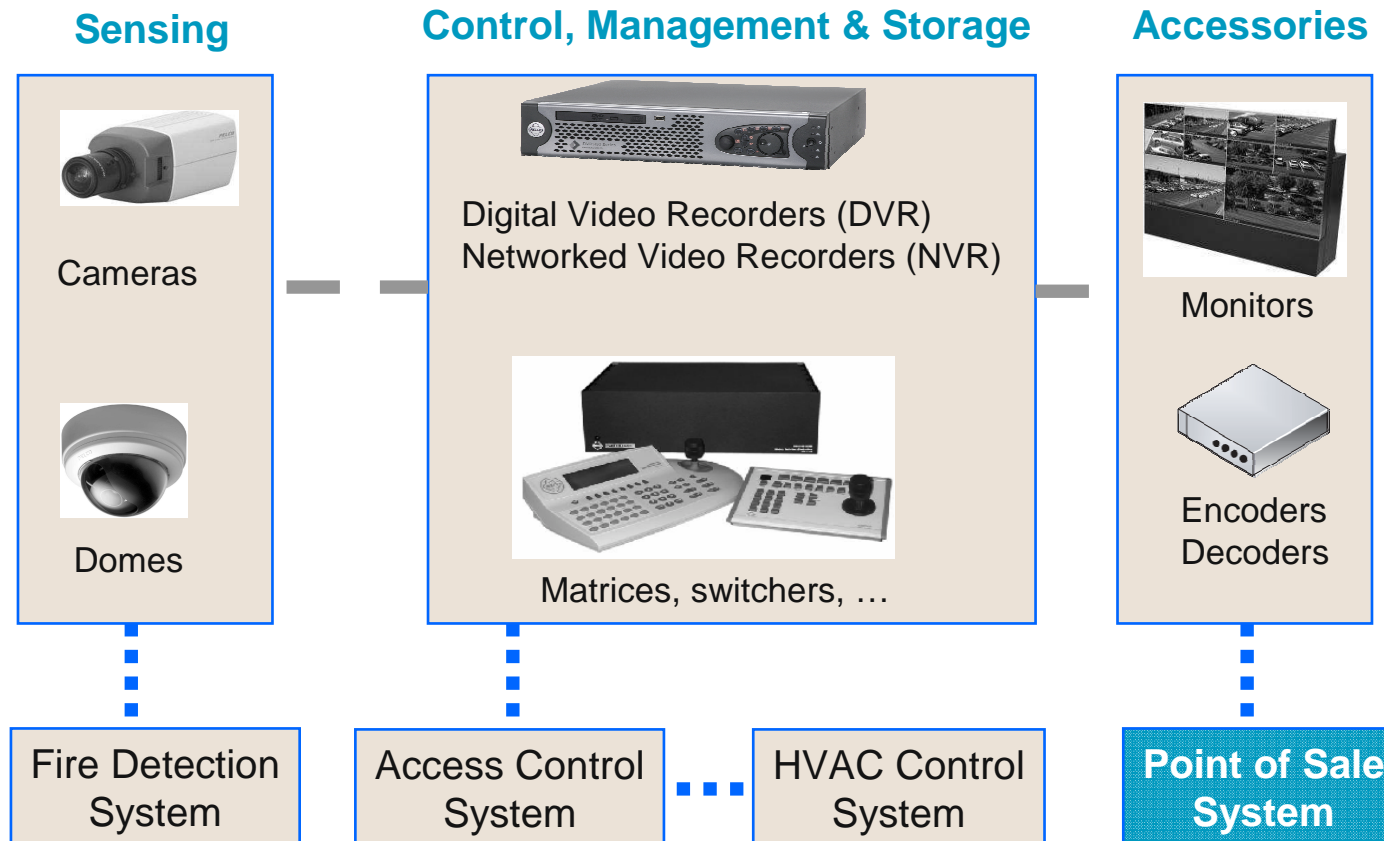 Sensing
Control, Management & Storage
Accessories
Cameras
Domes
Digital Video Recorders (DVR)
Networked Video Recorders (NVR)
Matrices, switchers, …
Monitors
Encoders
Decoders
Fire Detection
System
Access Control
System
HVAC Control
System
Point of Sale
System